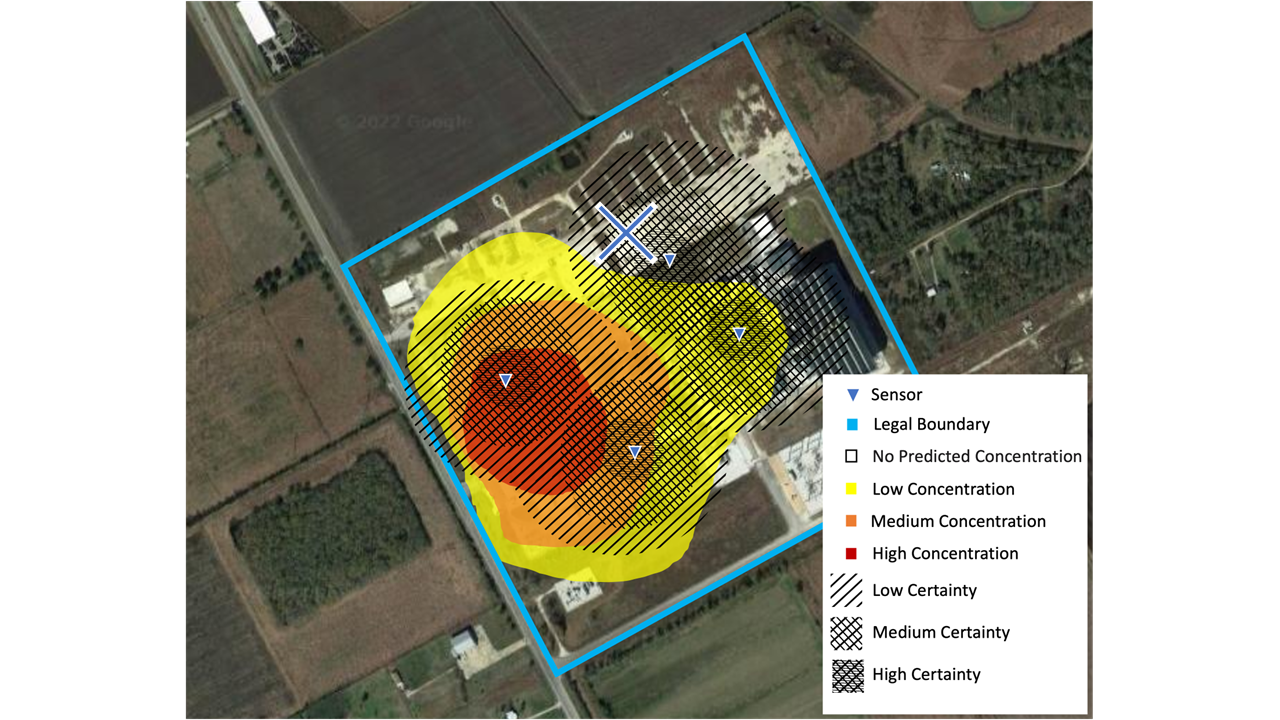 © 2022 Google
Google
Sensor
Legal Boundary
No Predicted Concentration
Low Concentration
Medium Concentration
High Concentration
Low Certainty
Medium Certainty
High Certainty